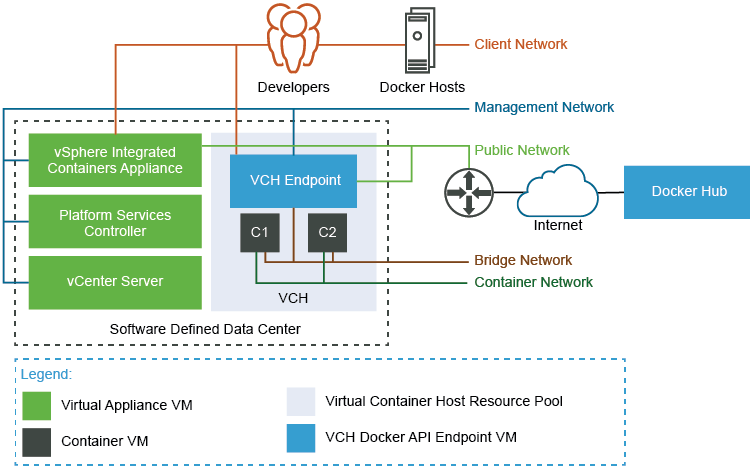 Client Network
Developers
Docker Hosts
Management Network
vSphere Integrated
Containers Appliance
Public Network
VCH Endpoint
Docker Hub
Platform Services
Controller
C1
C2
Internet
Bridge Network
vCenter Server
Container Network
VCH
Software Defined Data Center
Legend:
Virtual Appliance VM
Virtual Container Host Resource Pool
Container VM
VCH Docker API Endpoint VM